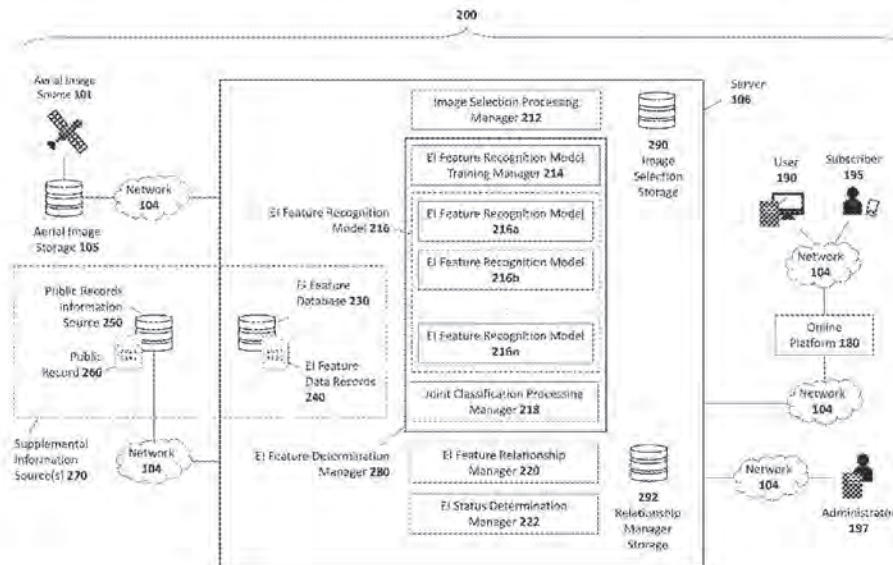 200
Aerial Image
Source 101
Aerial Image
Storage 105
Network
104
Server
106
Image Selection Processing
Manager 212
290
Image
Selection
Storage
EI Feature Recognition Model
Training Manager 214
EI Feature Recognition
Model 216
EI Feature Recognition Model
216a
EI Feature Recognition Model
216b
EI Feature Recognition Model
216n
Joint Classification Processing
Manager 218
EI Feature Determination
Manager 280
EI Feature Relationship
Manager 220
EI Status Determination
Manager 222
292
Relationship
Manager
Storage
Public Records
Information
Source 250
Public
Record 260
EI Feature
Database 230
EI Feature
Data Records
240
Supplemental
Information
Source(s) 270
Network
104
User
190
Subscriber
195
Network
104
Online
Platform 180
Network
104
Network
104
Administrator
197